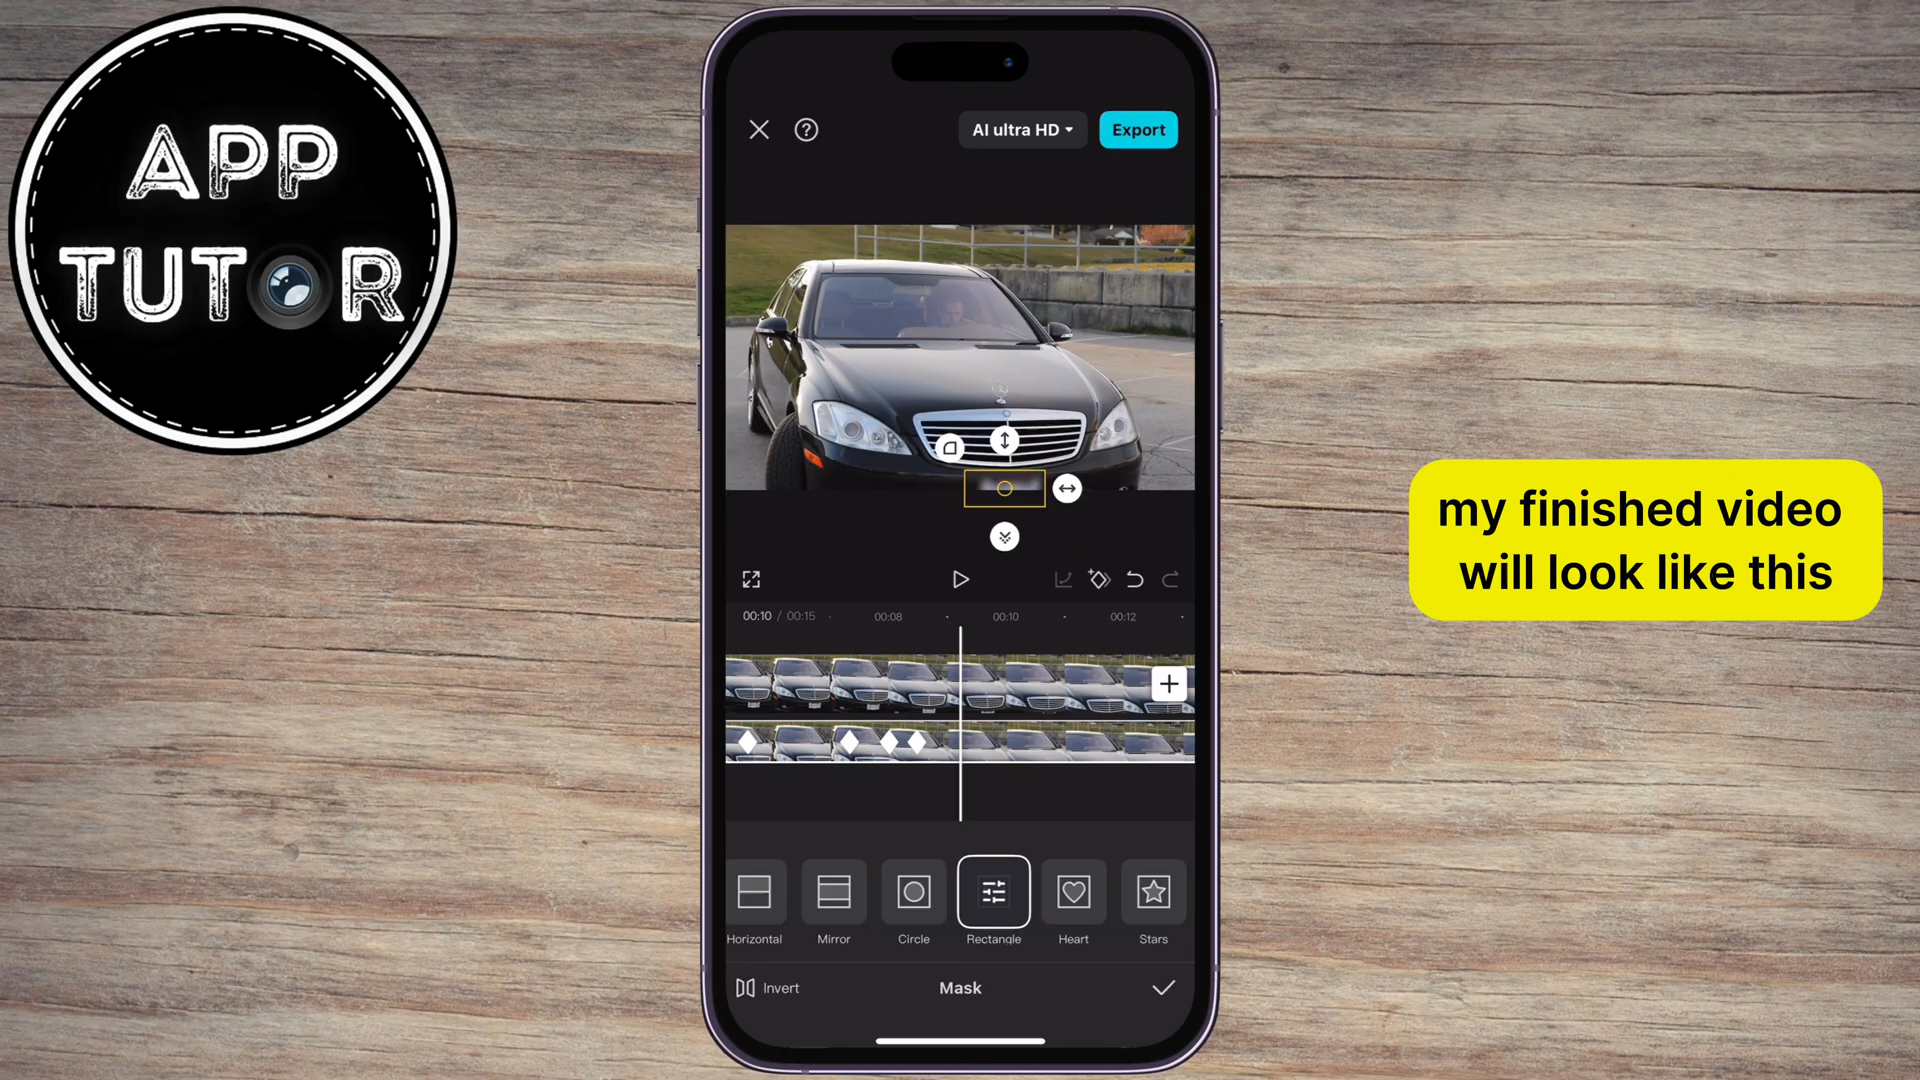 APP
TUTOR
AI ultra HD
Export
my finished video
will look like this
00:10 / 00:15
00:08
00:10
00:12
Horizontal
Mirror
Circle
Rectangle
Heart
Stars
Invert
Mask